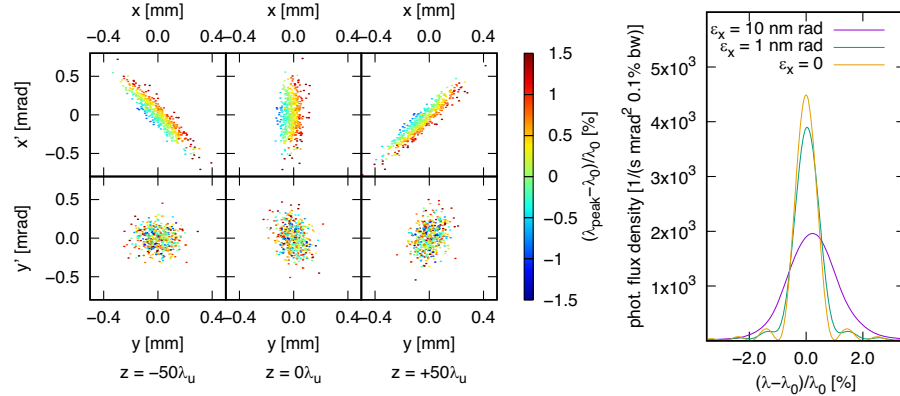 x [mm]
x [mm]
x [mm]
−0.4
0.0
0.4
−0.4
0.0
0.4
−0.4
0.0
0.4
x' [mrad]
0.5
0
−0.5
y' [mrad]
0.5
0.0
−0.5
−0.4
0.0
0.4
−0.4
0.0
0.4
−0.4
0.0
0.4
y [mm]
y [mm]
y [mm]
z = −50λu
z = 0λu
z = +50λu
1.5
1
0.5
0
−0.5
−1
−1.5
(λpeak−λ0)/λ0 [%]
εx = 10 nm rad
εx = 1 nm rad
εx = 0
phot. flux density [1/(s mrad² 0.1% bw)]
5x10³
4x10³
3x10³
2x10³
1x10³
−2.0
0.0
2.0
(λ−λ0)/λ0 [%]